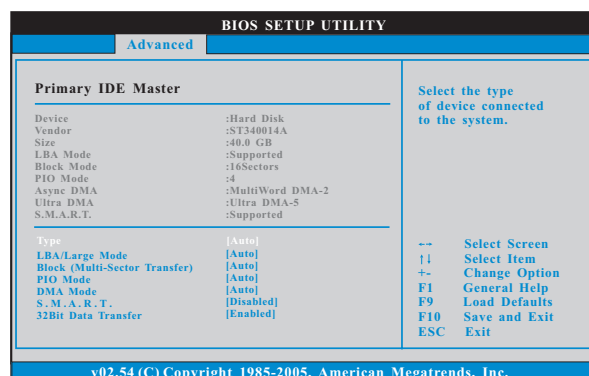 BIOS SETUP UTILITY
Advanced
Primary IDE Master
Device :Hard Disk
Vendor :ST340014A
Size :40.0 GB
LBA Mode :Supported
Block Mode :16Sectors
PIO Mode :4
Async DMA :MultiWord DMA-2
Ultra DMA :Ultra DMA-5
S.M.A.R.T. :Supported
Type [Auto]
LBA/Large Mode [Auto]
Block (Multi-Sector Transfer) [Auto]
PIO Mode [Auto]
DMA Mode [Auto]
S.M.A.R.T. [Disabled]
32Bit Data Transfer [Enabled]
Select the type
of device connected
to the system.
←→ Select Screen
↑↓ Select Item
+- Change Option
F1 General Help
F9 Load Defaults
F10 Save and Exit
ESC Exit
v02.54 (C) Copyright 1985-2005, American Megatrends, Inc.